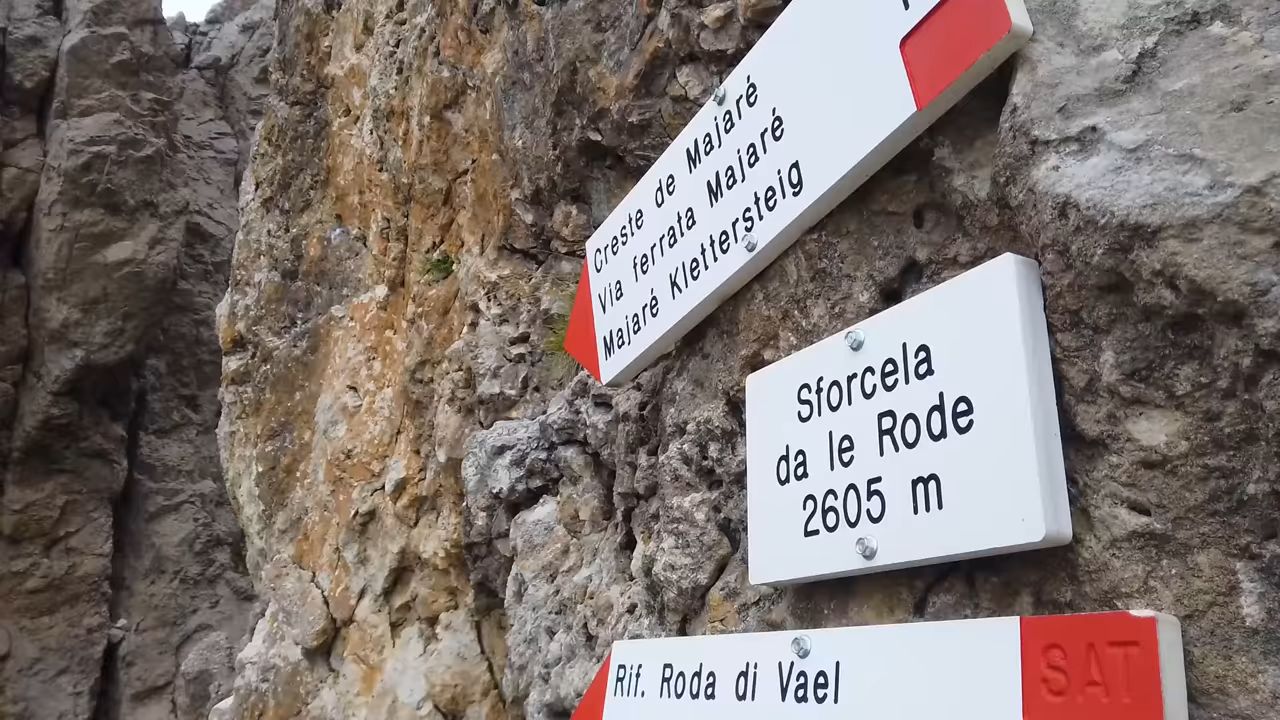 Creste de Majaré
Via ferrata Majaré
Majaré Klettersteig
Sforcela
da le Rode
2605 m
Rif. Roda di Vael
SAT